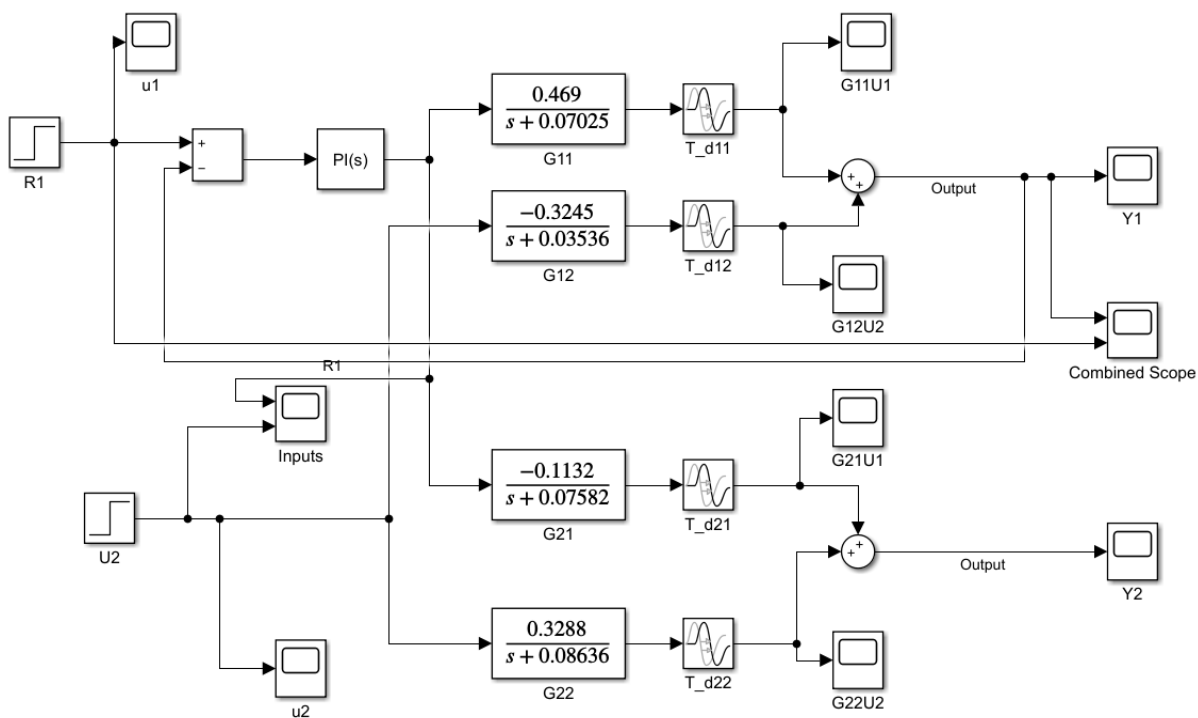 u1
R1
+
−
PI(s)
0.469
s + 0.07025
G11
T_d11
G11U1
−0.3245
s + 0.03536
G12
T_d12
G12U2
+
+
Output
Y1
Combined Scope
R1
Inputs
U2
u2
−0.1132
s + 0.07582
G21
T_d21
G21U1
+
+
Output
Y2
0.3288
s + 0.08636
G22
T_d22
G22U2